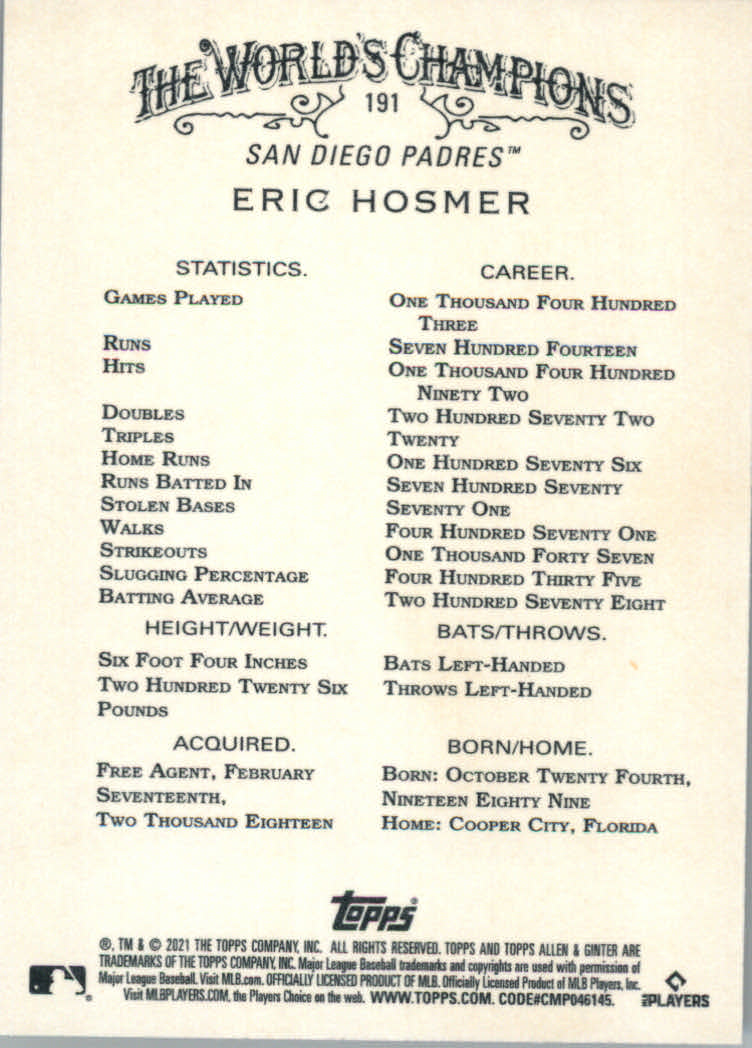 THE WORLD'S CHAMPIONS
191
SAN DIEGO PADRES™
ERIC HOSMER
STATISTICS. CAREER.
GAMES PLAYED ONE THOUSAND FOUR HUNDRED
THREE
RUNS SEVEN HUNDRED FOURTEEN
HITS ONE THOUSAND FOUR HUNDRED
NINETY TWO
DOUBLES TWO HUNDRED SEVENTY TWO
TRIPLES TWENTY
HOME RUNS ONE HUNDRED SEVENTY SIX
RUNS BATTED IN SEVEN HUNDRED SEVENTY
STOLEN BASES SEVENTY ONE
WALKS FOUR HUNDRED SEVENTY ONE
STRIKEOUTS ONE THOUSAND FORTY SEVEN
SLUGGING PERCENTAGE FOUR HUNDRED THIRTY FIVE
BATTING AVERAGE TWO HUNDRED SEVENTY EIGHT
HEIGHT/WEIGHT.
SIX FOOT FOUR INCHES
TWO HUNDRED TWENTY SIX
POUNDS
BATS/THROWS.
BATS LEFT-HANDED
THROWS LEFT-HANDED
ACQUIRED.
FREE AGENT, FEBRUARY
SEVENTEENTH,
TWO THOUSAND EIGHTEEN
BORN/HOME.
BORN: OCTOBER TWENTY FOURTH,
NINETEEN EIGHTY NINE
HOME: COOPER CITY, FLORIDA
TOPPS®
®, TM & © 2021 THE TOPPS COMPANY, INC. ALL RIGHTS RESERVED. TOPPS AND TOPPS ALLEN & GINTER ARE
TRADEMARKS OF THE TOPPS COMPANY, INC. Major League Baseball trademarks and copyrights are used with permission of
Major League Baseball. Visit MLB.com. OFFICIALLY LICENSED PRODUCT OF MLB. Officially Licensed Product of MLB Players, Inc.
Visit MLBPLAYERS.COM, the Players Choice on the web. WWW.TOPPS.COM. CODE#CMP046145.
PLAYERS